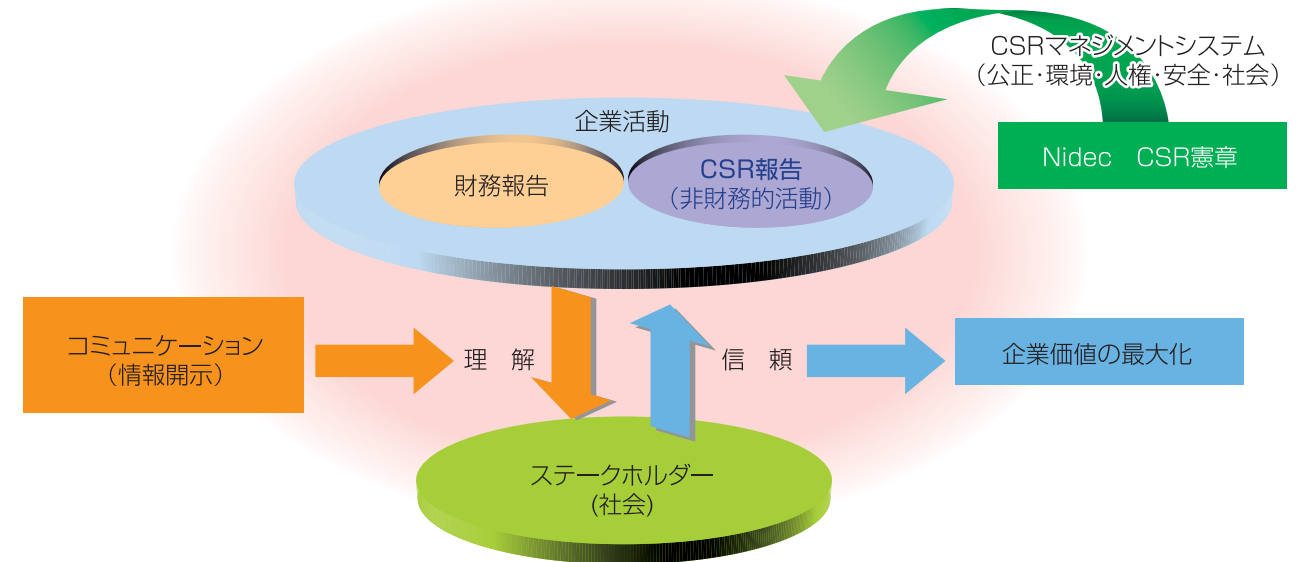 CSRマネジメントシステム
（公正・環境・人権・安全・社会）
Nidec　CSR憲章
企業活動
財務報告
CSR報告
（非財務的活動）
コミュニケーション
（情報開示）
理　解
信　頼
企業価値の最大化
ステークホルダー
(社会)